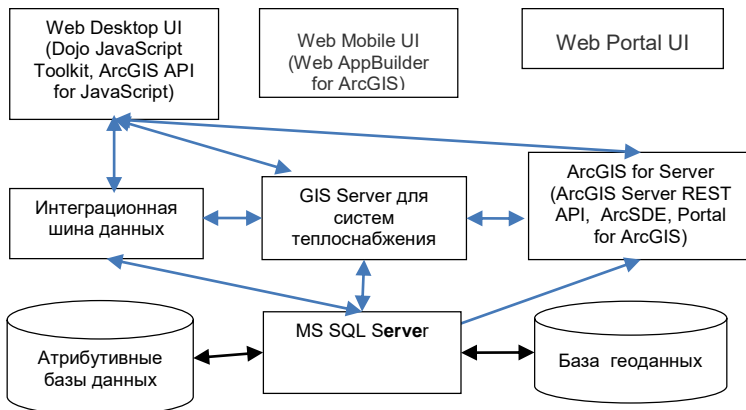 Web Desktop UI
(Dojo JavaScript
Toolkit, ArcGIS API
for JavaScript)
Web Mobile UI
(Web AppBuilder
for ArcGIS)
Web Portal UI
Интеграционная
шина данных
GIS Server для
систем
теплоснабжения
ArcGIS for Server
(ArcGIS Server REST
API, ArcSDE, Portal
for ArcGIS)
Атрибутивные
базы данных
MS SQL Server
База геоданных